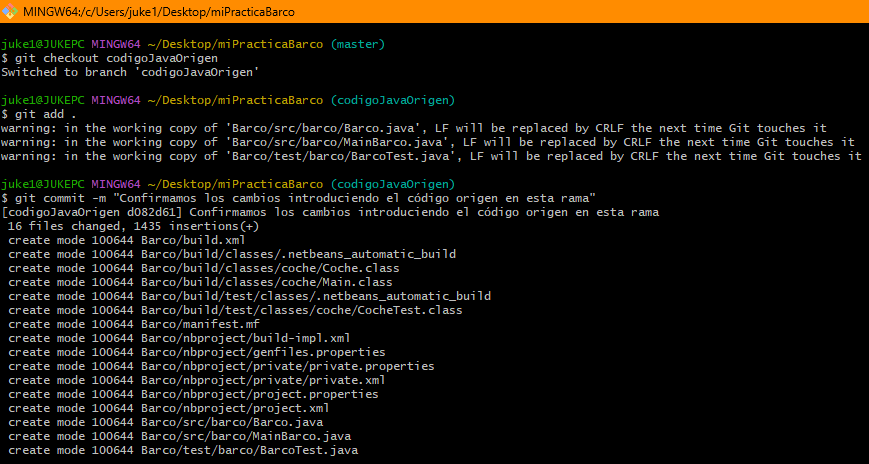 MINGW64:/c/Users/juke1/Desktop/miPracticaBarco
juke1@JUKEPC MINGW64 ~/Desktop/miPracticaBarco (master)
$ git checkout codigoJavaOrigen
Switched to branch 'codigoJavaOrigen'
juke1@JUKEPC MINGW64 ~/Desktop/miPracticaBarco (codigoJavaOrigen)
$ git add .
warning: in the working copy of 'Barco/src/barco/Barco.java', LF will be replaced by CRLF the next time Git touches it
warning: in the working copy of 'Barco/src/barco/MainBarco.java', LF will be replaced by CRLF the next time Git touches it
warning: in the working copy of 'Barco/test/barco/BarcoTest.java', LF will be replaced by CRLF the next time Git touches it
juke1@JUKEPC MINGW64 ~/Desktop/miPracticaBarco (codigoJavaOrigen)
$ git commit -m "Confirmamos los cambios introduciendo el código origen en esta rama"
[codigoJavaOrigen d082d61] Confirmamos los cambios introduciendo el código origen en esta rama
16 files changed, 1435 insertions(+)
create mode 100644 Barco/build.xml
create mode 100644 Barco/build/classes/.netbeans_automatic_build
create mode 100644 Barco/build/classes/coche/Coche.class
create mode 100644 Barco/build/classes/coche/Main.class
create mode 100644 Barco/build/test/classes/.netbeans_automatic_build
create mode 100644 Barco/build/test/classes/coche/CocheTest.class
create mode 100644 Barco/manifest.mf
create mode 100644 Barco/nbproject/build-impl.xml
create mode 100644 Barco/nbproject/genfiles.properties
create mode 100644 Barco/nbproject/private/private.properties
create mode 100644 Barco/nbproject/private/private.xml
create mode 100644 Barco/nbproject/project.properties
create mode 100644 Barco/nbproject/project.xml
create mode 100644 Barco/src/barco/Barco.java
create mode 100644 Barco/src/barco/MainBarco.java
create mode 100644 Barco/test/barco/BarcoTest.java